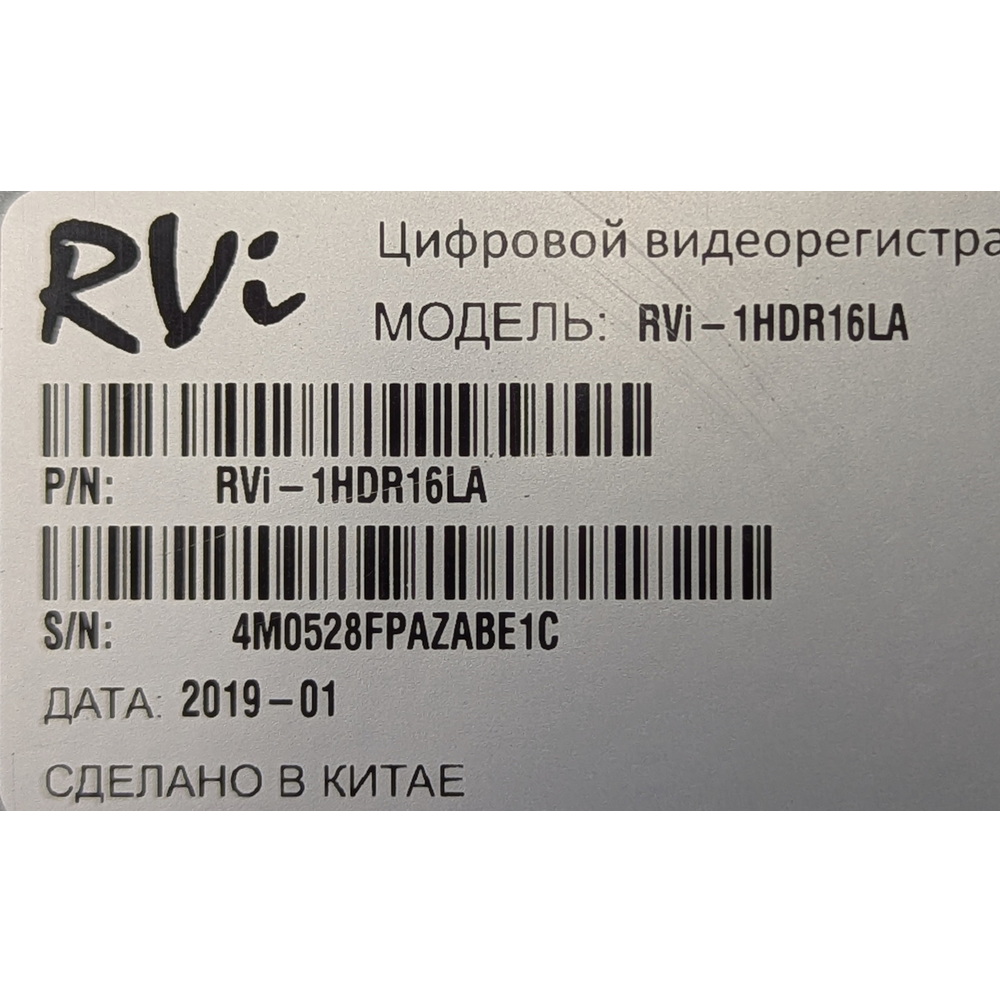 RVi
Цифровой видеорегистра
МОДЕЛЬ: RVi-1HDR16LA
P/N: RVi-1HDR16LA
S/N: 4M0528FPAZABE1C
ДАТА: 2019-01
СДЕЛАНО В КИТАЕ